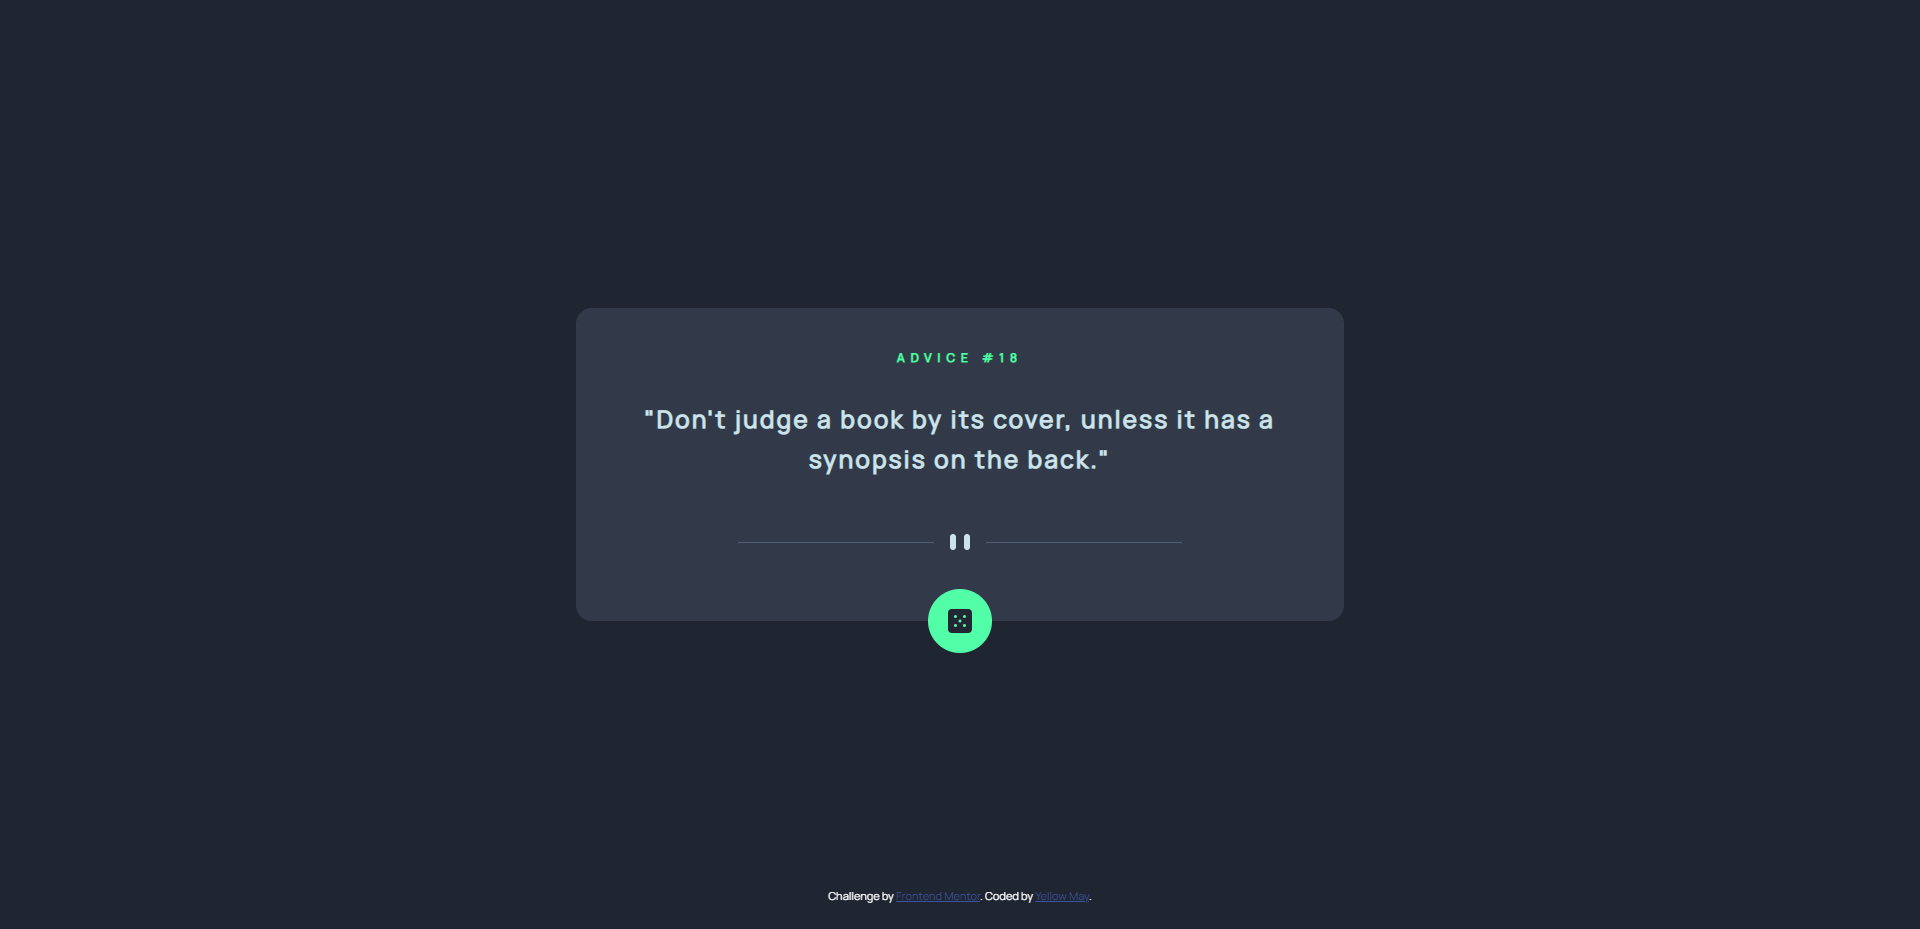 ADVICE #18
"Don't judge a book by its cover, unless it has a
synopsis on the back."
Challenge by Frontend Mentor. Coded by Yellow May.